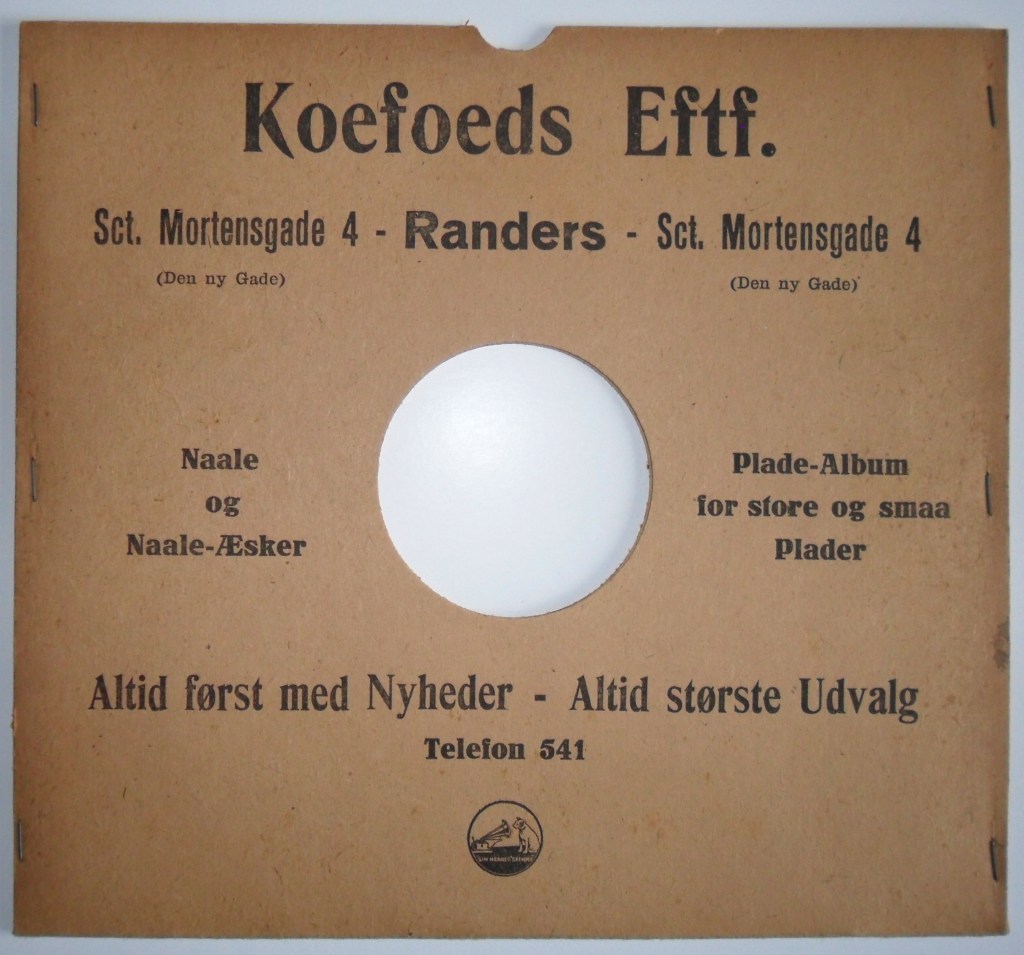 Koefoeds Eftf.
Sct. Mortensgade 4 - Randers - Sct. Mortensgade 4
(Den ny Gade) (Den ny Gade)
Naale
og
Naale-Æsker
Plade-Album
for store og smaa
Plader
Altid først med Nyheder - Altid største Udvalg
Telefon 541